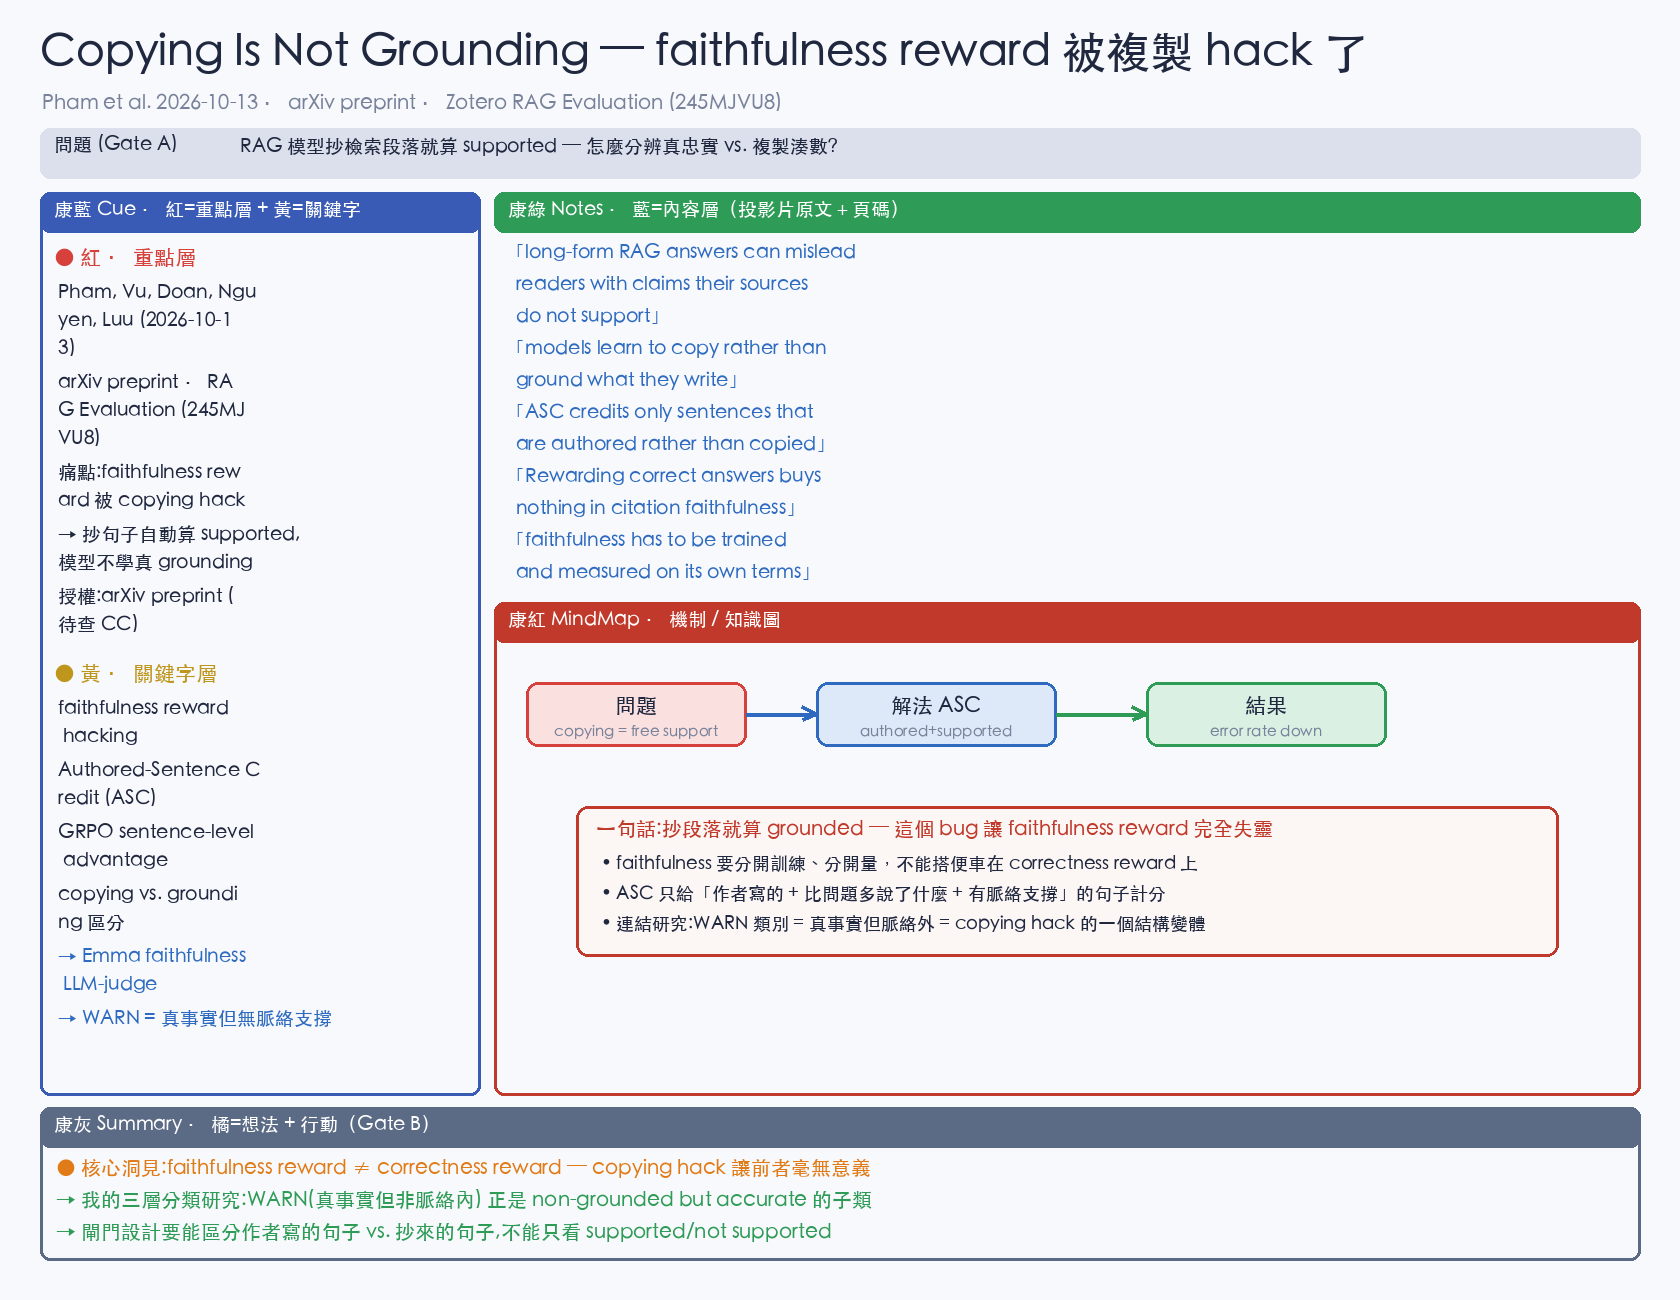 Copying Is Not Grounding — faithfulness reward 被複製 hack 了
Pham et al. 2026-10-13 · arXiv preprint · Zotero RAG Evaluation (245MJVU8)
問題 (Gate A) RAG 模型抄檢索段落就算 supported — 怎麼分辨真忠實 vs. 複製湊數?
康藍 Cue · 紅=重點層 + 黃=關鍵字
● 紅 · 重點層
Pham, Vu, Doan, Ngu
yen, Luu (2026-10-1
3)
arXiv preprint · RA
G Evaluation (245MJ
VU8)
痛點:faithfulness rew
ard 被 copying hack
→ 抄句子自動算 supported,
模型不學真 grounding
授權:arXiv preprint (
待查 CC)
● 黃 · 關鍵字層
faithfulness reward
hacking
Authored-Sentence C
redit (ASC)
GRPO sentence-level
advantage
copying vs. groundi
ng 區分
→ Emma faithfulness
LLM-judge
→ WARN = 真事實但無脈絡支撐
康綠 Notes · 藍=內容層（投影片原文 + 頁碼）
「long-form RAG answers can mislead
readers with claims their sources
do not support」
「models learn to copy rather than
ground what they write」
「ASC credits only sentences that
are authored rather than copied」
「Rewarding correct answers buys
nothing in citation faithfulness」
「faithfulness has to be trained
and measured on its own terms」
康紅 MindMap · 機制 / 知識圖
問題
copying = free support
解法 ASC
authored+supported
結果
error rate down
一句話:抄段落就算 grounded — 這個 bug 讓 faithfulness reward 完全失靈
• faithfulness 要分開訓練、分開量，不能搭便車在 correctness reward 上
• ASC 只給「作者寫的 + 比問題多說了什麼 + 有脈絡支撐」的句子計分
• 連結研究:WARN 類別 = 真事實但脈絡外 = copying hack 的一個結構變體
康灰 Summary · 橘=想法 + 行動（Gate B）
● 核心洞見:faithfulness reward ≠ correctness reward — copying hack 讓前者毫無意義
→ 我的三層分類研究:WARN(真事實但非脈絡內) 正是 non-grounded but accurate 的子類
→ 閘門設計要能區分作者寫的句子 vs. 抄來的句子,不能只看 supported/not supported